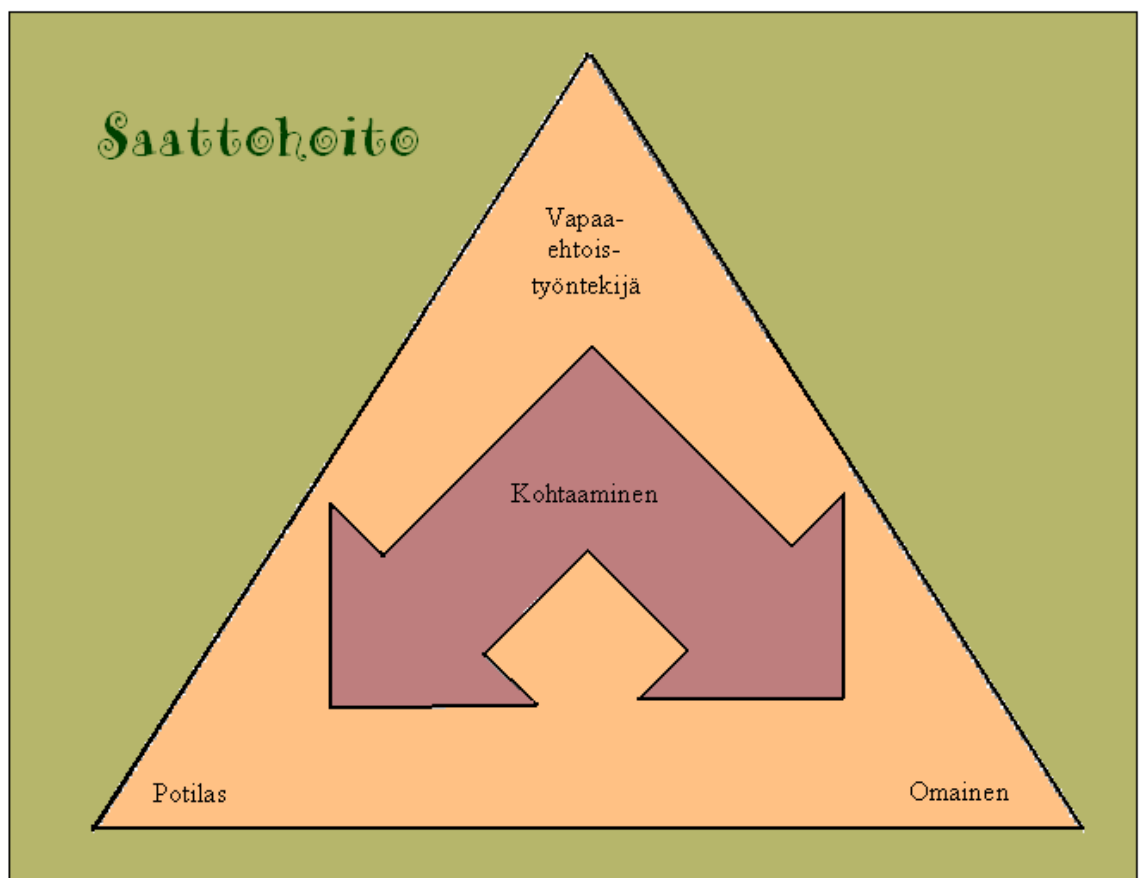 Saattohoito
Vapaa-
ehtois-
työntekijä
Kohtaaminen
Potilas
Omainen